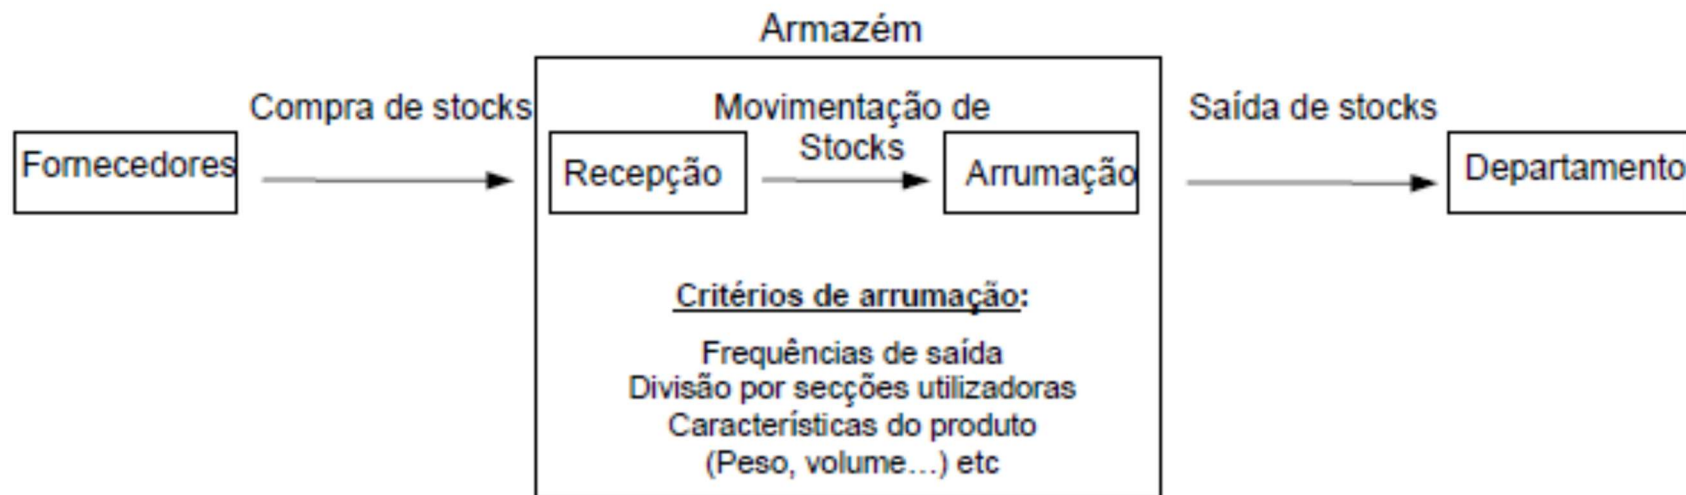 Armazém
Compra de stocks
Movimentação de
Stocks
Saída de stocks
Fornecedores
Recepção
Arrumação
Departamento
Critérios de arrumação:
Frequências de saída
Divisão por secções utilizadoras
Características do produto
(Peso, volume...) etc